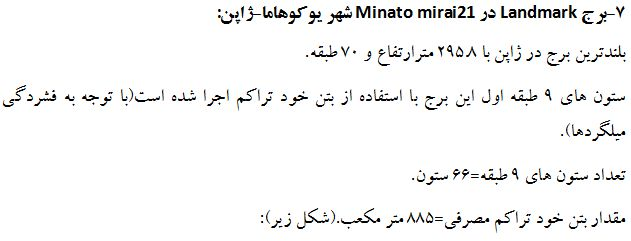 ۷-برج Landmark در Minato mirai21 شهر یوکوهاما-ژاپن:
بلندترین برج در ژاپن با ۲۹۵۸ مترارتفاع و ۷۰ طبقه.
ستون های ۹ طبقه اول این برج با استفاده از بتن خود تراکم اجرا شده است(با توجه به فشردگی
میلگردها).
تعداد ستون های ۹ طبقه=۶۶ ستون.
مقدار بتن خود تراکم مصرفی=۸۸۵ متر مکعب.(شکل زیر):